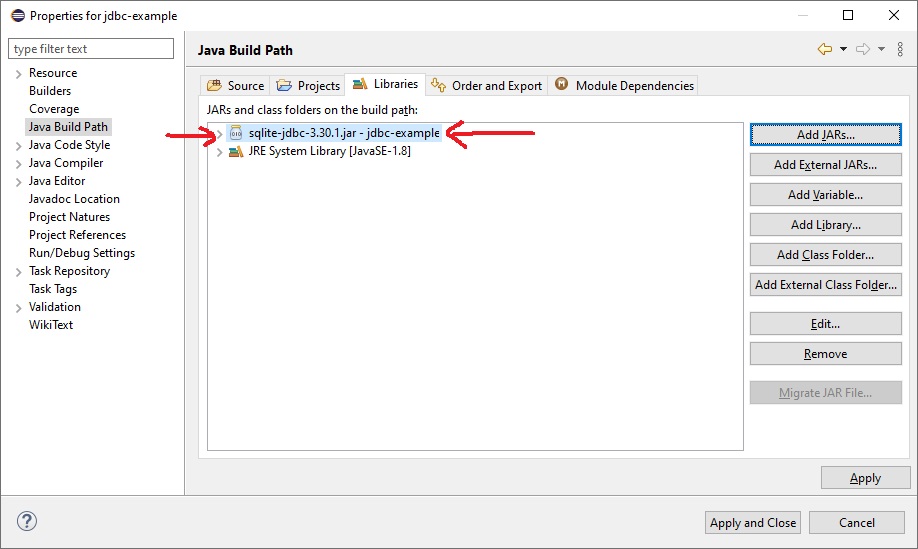 Properties for jdbc-example
type filter text
Java Build Path
Resource
Builders
Coverage
Java Build Path
Java Code Style
Java Compiler
Java Editor
Javadoc Location
Project Natures
Project References
Run/Debug Settings
Task Repository
Task Tags
Validation
WikiText
Source Projects Libraries Order and Export Module Dependencies
JARs and class folders on the build path:
sqlite-jdbc-3.30.1.jar - jdbc-example
JRE System Library [JavaSE-1.8]
Add JARs...
Add External JARs...
Add Variable...
Add Library...
Add Class Folder...
Add External Class Folder...
Edit...
Remove
Migrate JAR File...
Apply
?
Apply and Close Cancel